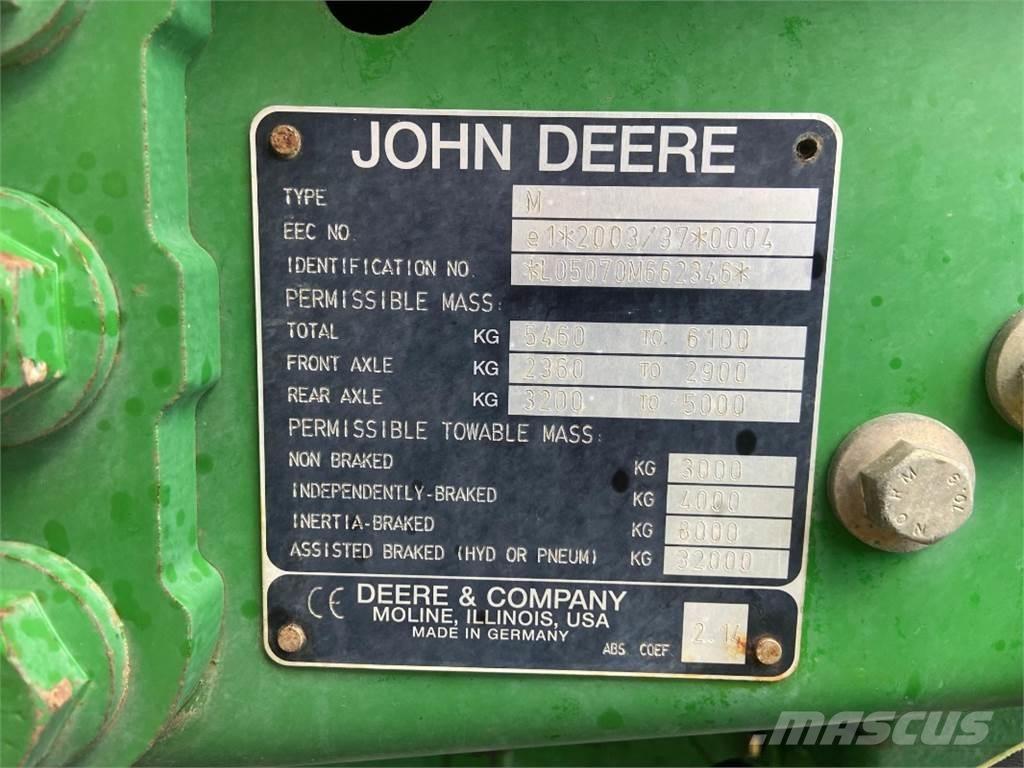 JOHN DEERE
TYPE M
EEC NO. e1*2003/37*0004
IDENTIFICATION NO. *L05070M662346*
PERMISSIBLE MASS:
TOTAL KG 5460 TO 6100
FRONT AXLE KG 2360 TO 2900
REAR AXLE KG 3200 TO 5000
PERMISSIBLE TOWABLE MASS:
NON BRAKED KG 3000
INDEPENDENTLY-BRAKED KG 4000
INERTIA-BRAKED KG 8000
ASSISTED BRAKED (HYD OR PNEUM) KG 32000
CE DEERE & COMPANY
MOLINE, ILLINOIS, USA
MADE IN GERMANY
ABS. COEF. 2.14
10.9
MASCUS